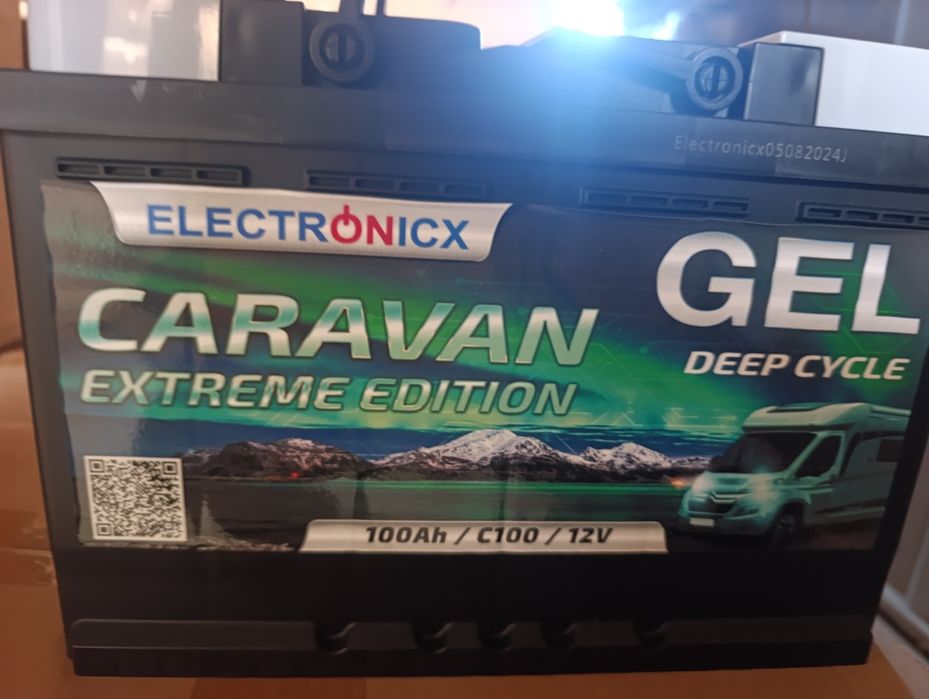 Electronicx05082024J
ELECTRONICX
GEL
DEEP CYCLE
CARAVAN
EXTREME EDITION
100Ah / C100 / 12V